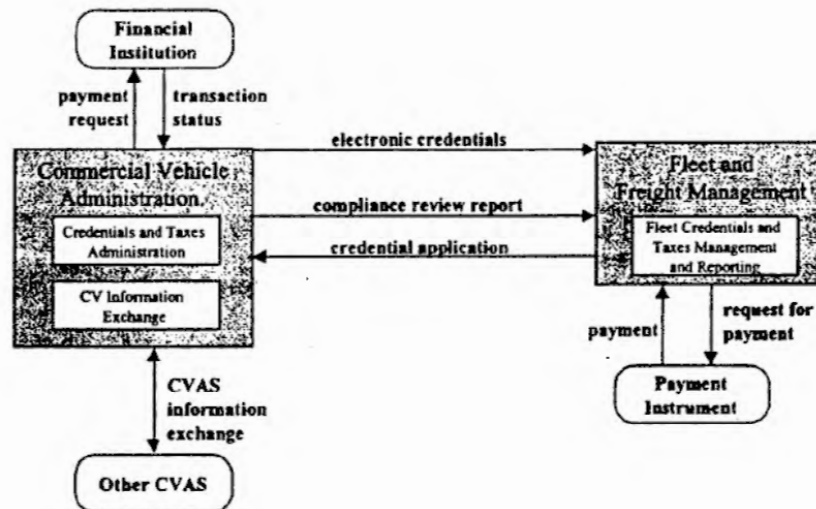 Financial
Institution
payment
request
transaction
status
electronic credentials
Commercial Vehicle
Administration
Fleet and
Freight Management
compliance review report
Credentials and Taxes
Administration
Fleet Credentials and
Taxes Management
and Reporting
credential application
CV Information
Exchange
payment
request for
payment
CVAS
information
exchange
Payment
Instrument
Other CVAS